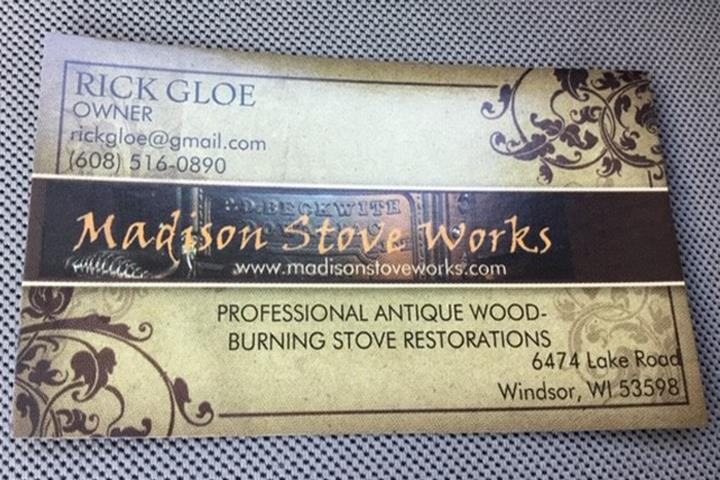 RICK GLOE
OWNER
rickgloe@gmail.com
(608) 516-0890
P.D. BECKWITH
Madison Stove Works
www.madisonstoveworks.com
PROFESSIONAL ANTIQUE WOOD-
BURNING STOVE RESTORATIONS
6474 Lake Road
Windsor, WI 53598